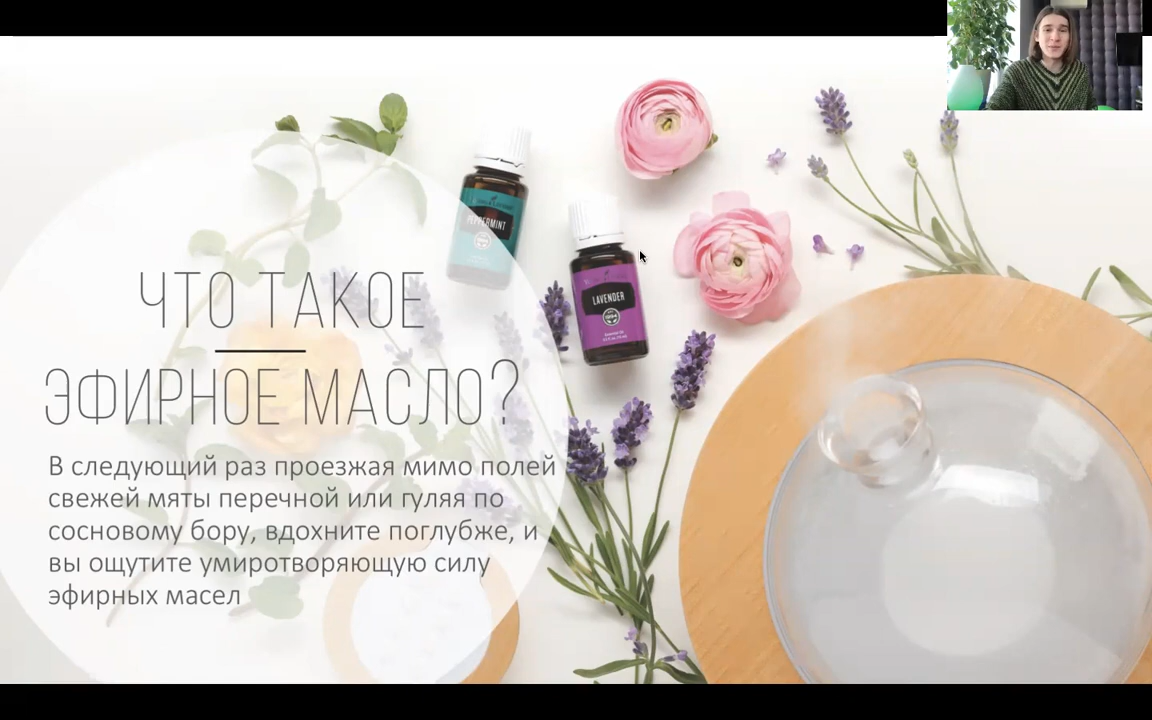 PEPPERMINT
LAVENDER
ЧТО ТАКОЕ
ЭФИРНОЕ МАСЛО?
В следующий раз проезжая мимо полей
свежей мяты перечной или гуляя по
сосновому бору, вдохните поглубже, и
вы ощутите умиротворяющую силу
эфирных масел